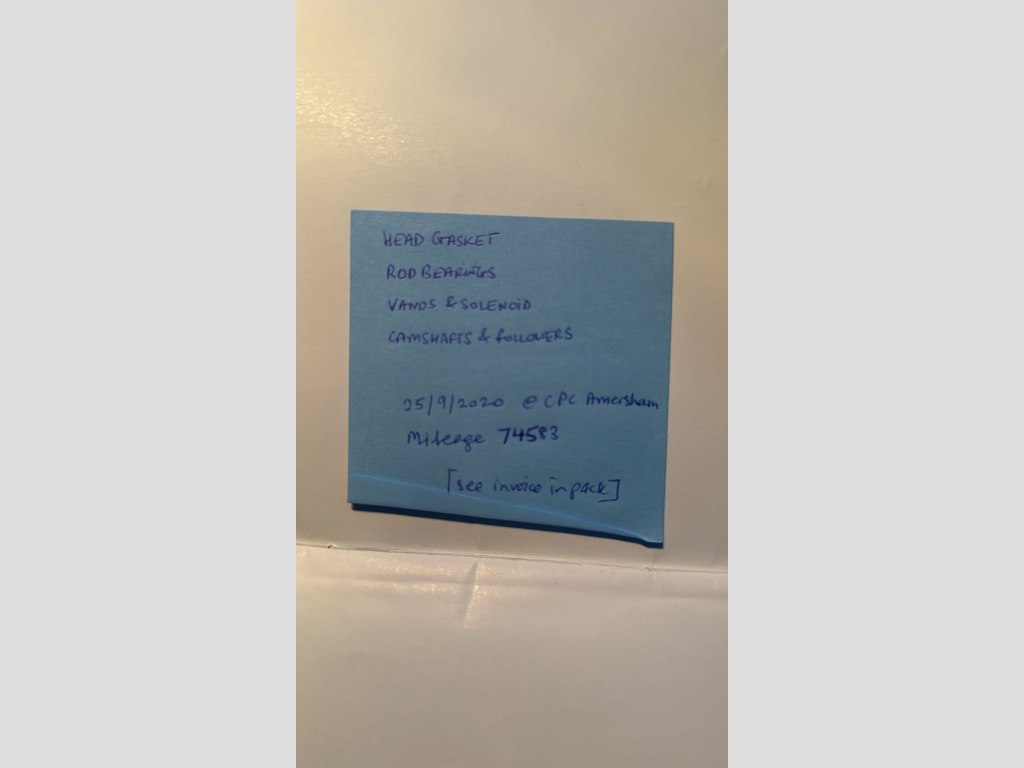 HEAD GASKET
ROD BEARINGS
VANOS & SOLENOID
CAMSHAFTS & FOLLOWERS
25/9/2020 @ CPC Amersham
Mileage 74583
[see invoice in pack]